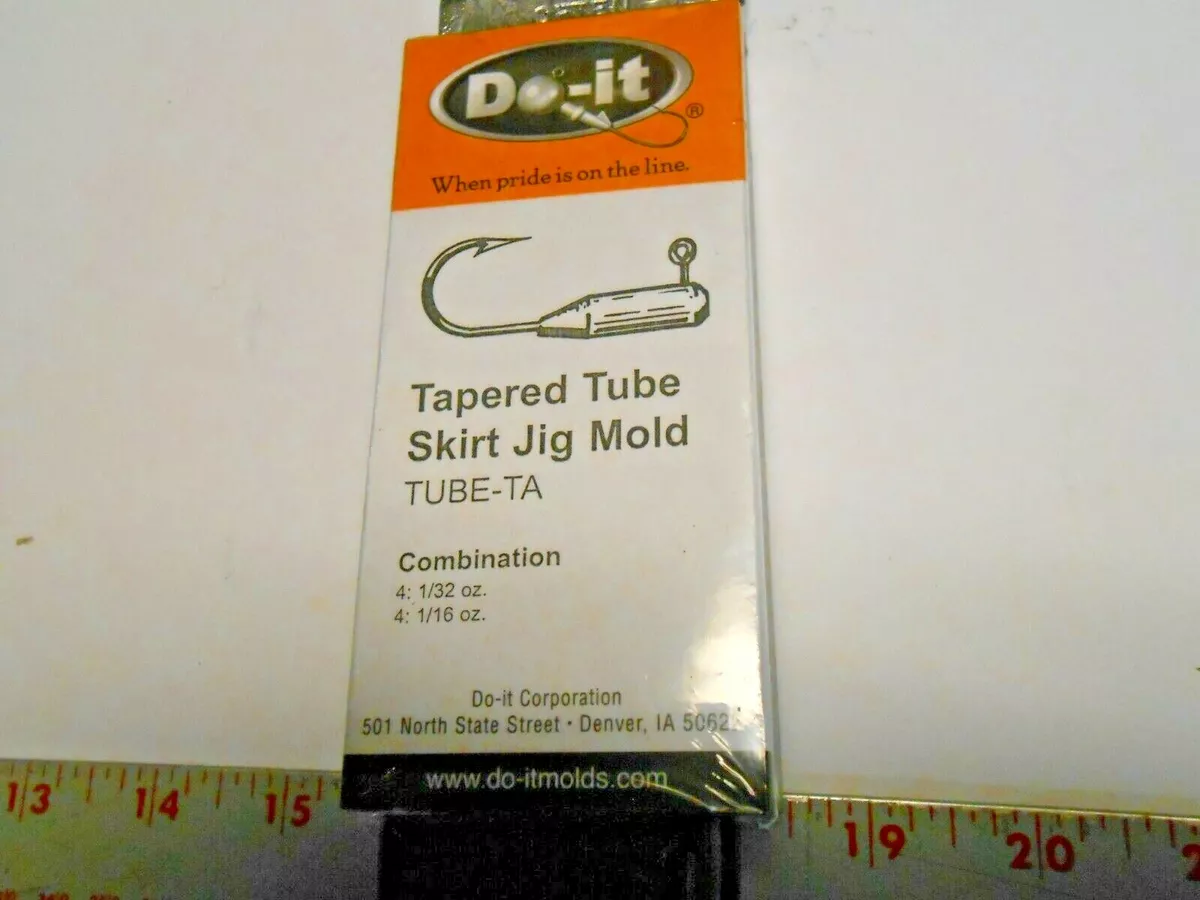 Do-it®
When pride is on the line.
Tapered Tube
Skirt Jig Mold
TUBE-TA
Combination
4: 1/32 oz.
4: 1/16 oz.
Do-it Corporation
501 North State Street • Denver, IA
www.do-itmolds.com
13 14 15 19 20